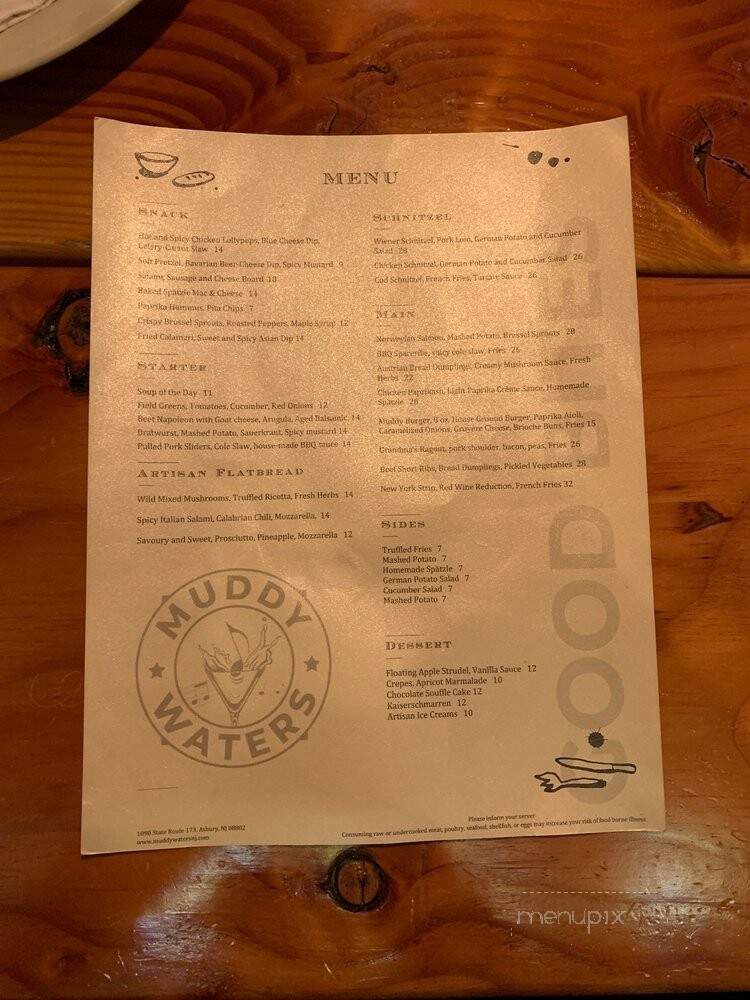 MENU
SNACK
Hot and Spicy Chicken Lollypops, Blue Cheese Dip,
Celery-Carrot Slaw 14
Soft Pretzel, Bavarian Beer-Cheese Dip, Spicy Mustard 9
Salami, Sausage and Cheese Board 18
Baked Spätzle Mac & Cheese 14
Paprika Hummus, Pita Chips 7
Crispy Brussel Sprouts, Roasted Peppers, Maple Syrup 12
Fried Calamari, Sweet and Spicy Asian Dip 14
STARTER
Soup of the Day 11
Field Greens, Tomatoes, Cucumber, Red Onions 12
Beet Napoleon with Goat cheese, Arugula, Aged Balsamic 14
Bratwurst, Mashed Potato, Sauerkraut, Spicy mustard 14
Pulled Pork Sliders, Cole Slaw, house-made BBQ sauce 14
ARTISAN FLATBREAD
Wild Mixed Mushrooms, Truffled Ricotta, Fresh Herbs 14
Spicy Italian Salami, Calabrian Chili, Mozzarella, 14
Savoury and Sweet, Prosciutto, Pineapple, Mozzarella 12
MUDDY
WATERS
1090 State Route 173, Asbury, NJ 08802
www.muddywatersnj.com
SCHNITZEL
Wiener Schnitzel, Pork Loin, German Potato and Cucumber
Salad 28
Chicken Schnitzel, German Potato and Cucumber Salad 26
Cod Schnitzel, French Fries, Tartare Sauce 26
MAIN
Norwegian Salmon, Mashed Potato, Brussel Sprouts 28
BBQ Spareribs, spicy cole slaw, Fries 26
Austrian Bread Dumplings, Creamy Mushroom Sauce, Fresh
Herbs 22
Chicken Paprikash, Light Paprika Crème Sauce, Homemade
Spätzle 26
Muddy Burger, 8 oz. House Ground Burger, Paprika Aioli,
Caramelized Onions, Gruyère Cheese, Brioche Buns, Fries 15
Grandma's Ragout, pork shoulder, bacon, peas, Fries 26
Beef Short Ribs, Bread Dumplings, Pickled Vegetables 28
New York Strip, Red Wine Reduction, French Fries 32
SIDES
Truffled Fries 7
Mashed Potato 7
Homemade Spätzle 7
German Potato Salad 7
Cucumber Salad 7
Mashed Potato 7
DESSERT
Floating Apple Strudel, Vanilla Sauce 12
Crepes, Apricot Marmalade 10
Chocolate Souffle Cake 12
Kaiserschmarren 12
Artisan Ice Creams 10
GOOD BITES
Please inform your server
Consuming raw or undercooked meat, poultry, seafood, shellfish, or eggs may increase your risk of food borne illness
menupix